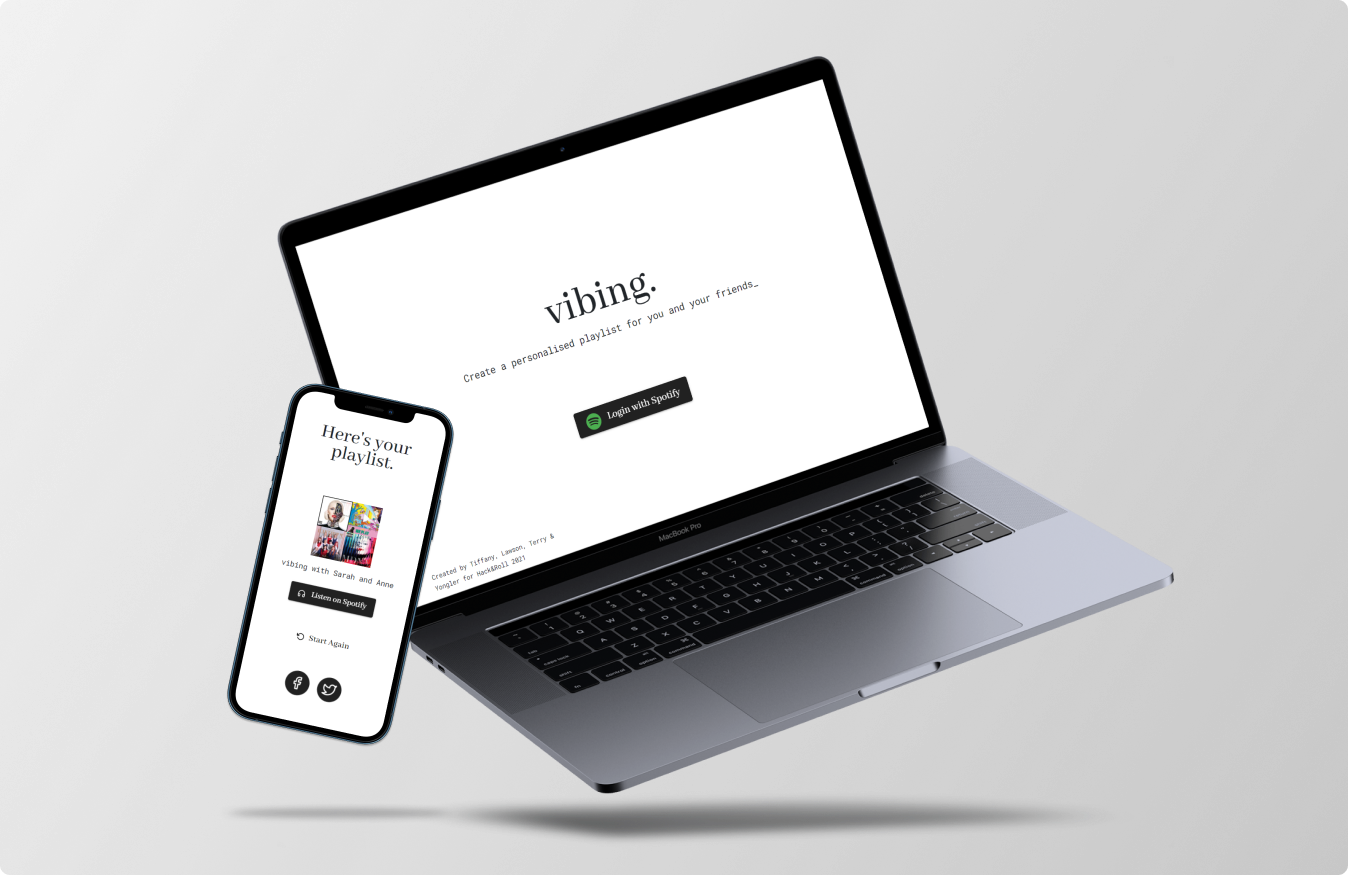 vibing.
Create a personalised playlist for you and your friends_
Login with Spotify
Created by Tiffany, Lawson, Terry &
Yongler for Hack&Roll 2021
MacBook Pro
Here's your
playlist.
vibing with Sarah and Anne
Listen on Spotify
Start Again